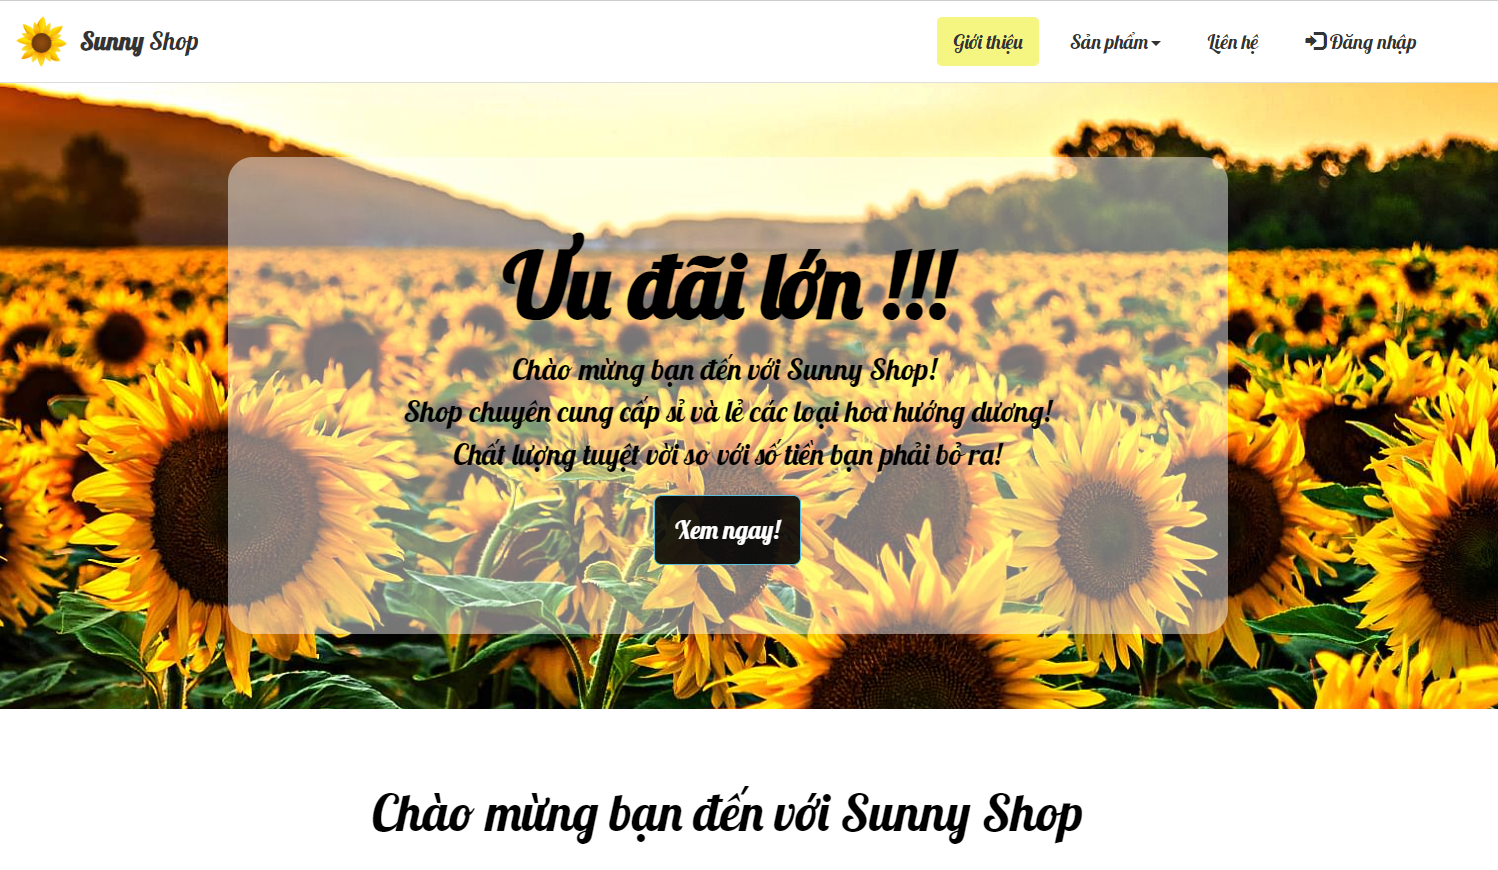 Sunny Shop
Giới thiệu
Sản phẩm
Liên hệ
Đăng nhập
Ưu đãi lớn !!!
Chào mừng bạn đến với Sunny Shop!
Shop chuyên cung cấp sỉ và lẻ các loại hoa hướng dương!
Chất lượng tuyệt vời so với số tiền bạn phải bỏ ra!
Xem ngay!
Chào mừng bạn đến với Sunny Shop